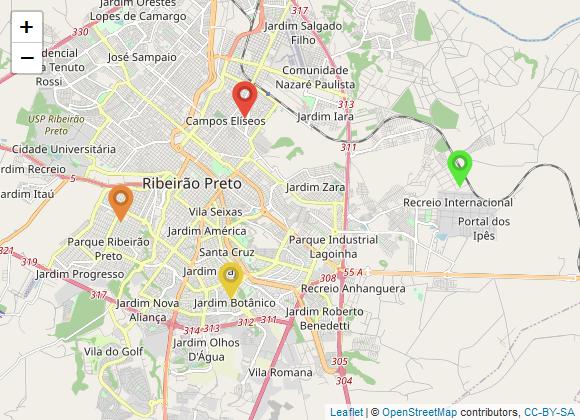 Jardim Orestes
Lopes de Camargo
317
+
−
330
Jardim Salgado
Filho
José Sampaio
Comunidade
Nazaré Paulista
Rossi
313
USP Ribeirão
Preto
Campos Elíseos
Jardim Iara
Cidade Universitária
311
Jardim Recreio
5
Ribeirão Preto
Jardim Zara
Jardim Itaú
Recreio Internacional
Vila Seixas
Portal dos
Ipês
Jardim América
Parque Ribeirão
Preto
Parque Industrial
Lagoinha
321
319
Santa Cruz
Jardim Progresso
Jardim
308
55 A
Recreio Anhanguera
317
Jardim Nova
Aliança
Jardim Botânico
Jardim Roberto
Benedetti
314
313
312
311
Jardim Olhos
D'Água
Vila do Golf
305
Vila Romana
304
Leaflet | © OpenStreetMap contributors, CC-BY-SA